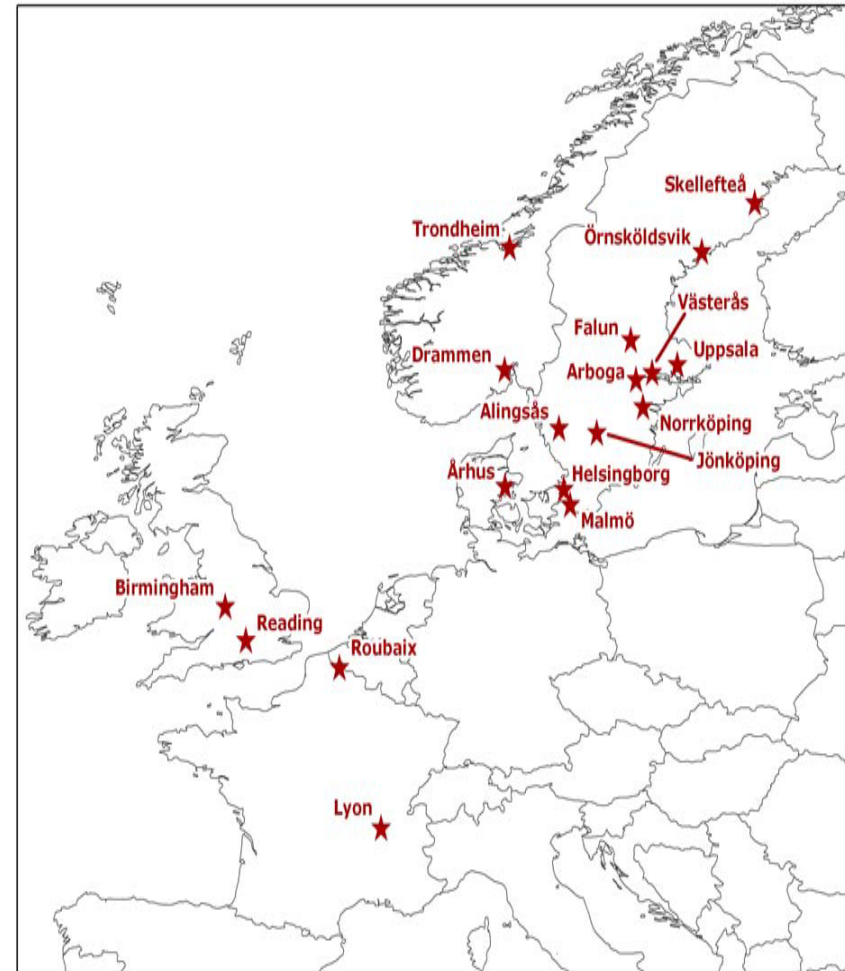 Skellefteå
Trondheim
Örnsköldsvik
Västerås
Falun
Uppsala
Drammen
Arboga
Alingsås
Norrköping
Jönköping
Århus
Helsingborg
Malmö
Birmingham
Reading
Roubaix
Lyon